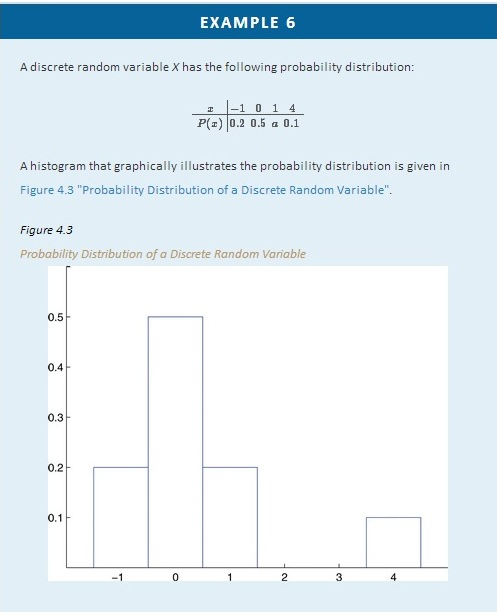 EXAMPLE 6
A discrete random variable X has the following probability distribution:
x −1 0 1 4
P(x) 0.2 0.5 a 0.1
A histogram that graphically illustrates the probability distribution is given in
Figure 4.3 "Probability Distribution of a Discrete Random Variable".
Figure 4.3
Probability Distribution of a Discrete Random Variable
0.5
0.4
0.3
0.2
0.1
−1 0 1 2 3 4